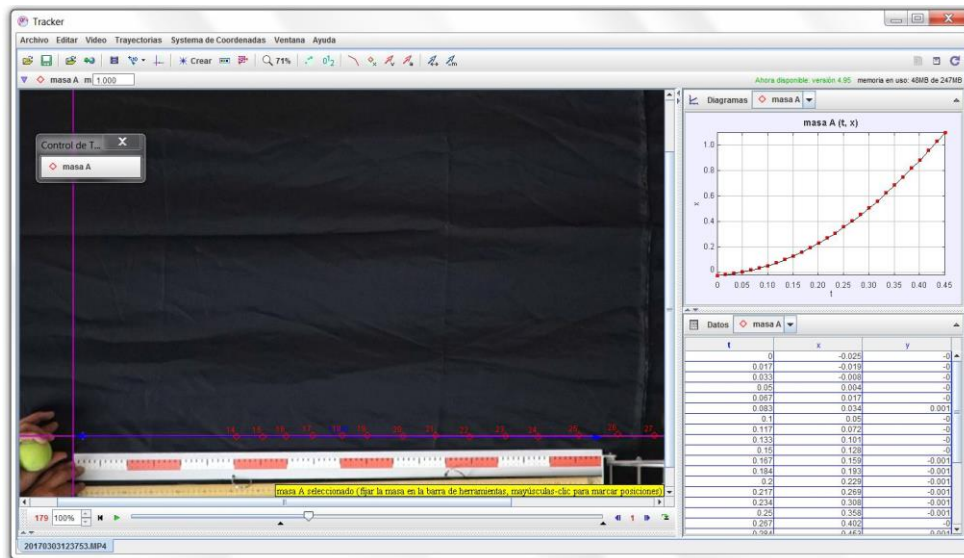 Tracker
Archivo Editar Video Trayectorias Systema de Coordenadas Ventana Ayuda
Crear 71%
masa A m 1.000 Ahora disponible: versión 4.95 memoria en uso: 48MB de 247MB
Control de T... X
masa A
Diagramas masa A
masa A (t, x)
1.0
0.8
0.6
x
0.4
0.2
0
0 0.05 0.10 0.15 0.20 0.25 0.30 0.35 0.40 0.45
t
Datos masa A
t x y
0 -0.025 -0
0.017 -0.019 -0
0.033 -0.008 -0
0.05 0.004 -0
0.067 0.017 -0
0.083 0.034 0.001
0.1 0.05 -0
0.117 0.072 -0
0.133 0.101 -0
0.15 0.128 -0
0.167 0.159 -0.001
0.184 0.193 -0.001
0.2 0.229 -0.001
0.217 0.269 -0.001
0.234 0.308 -0.001
0.25 0.358 -0.001
0.267 0.402 -0
14 15 16 17 19 20 21 22 23 24 25 26 27
masa A seleccionado (fijar la masa en la barra de herramientas, mayúsculas-clic para marcar posiciones)
179 100% 1
20170303123753.MP4